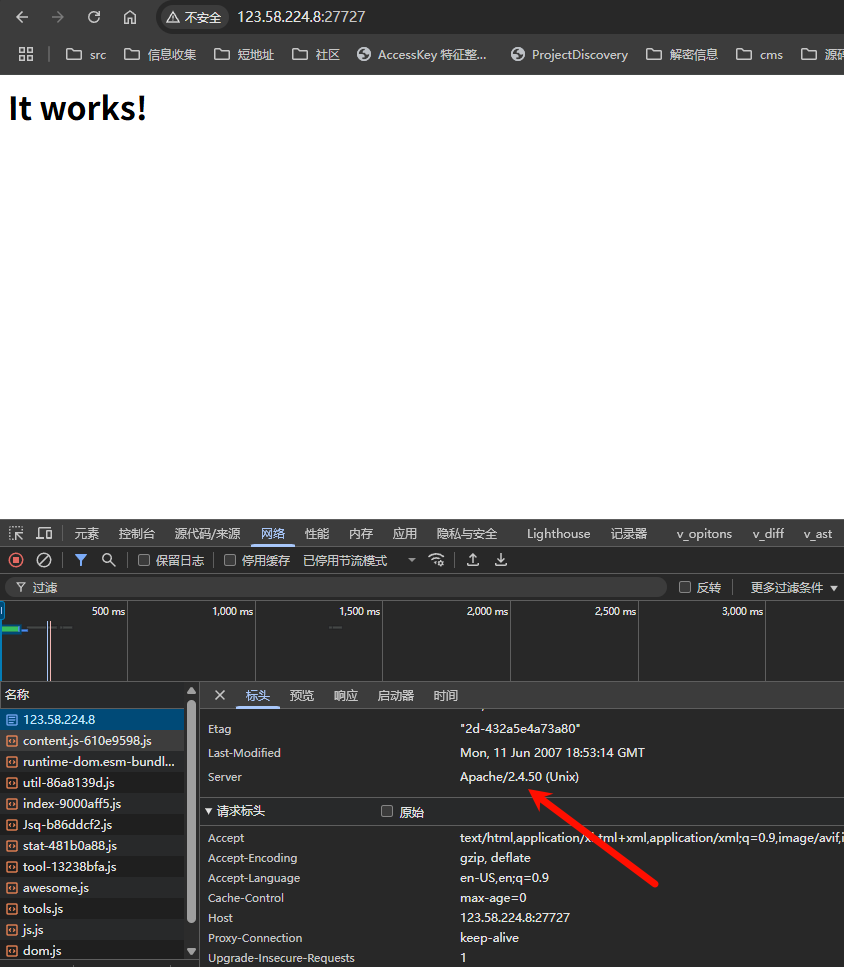 不安全 123.58.224.8:27727
src 信息收集 短地址 社区 AccessKey 特征整... ProjectDiscovery 解密信息 cms 源码
It works!
元素 控制台 源代码/来源 网络 性能 内存 应用 隐私与安全 Lighthouse 记录器 v_opitons v_diff v_ast
保留日志 停用缓存 已停用节流模式
过滤 反转 更多过滤条件
500 ms 1,000 ms 1,500 ms 2,000 ms 2,500 ms 3,000 ms
名称
123.58.224.8
content.js-610e9598.js
runtime-dom.esm-bundl...
util-86a8139d.js
index-9000aff5.js
Jsq-b86ddcf2.js
stat-481b0a88.js
tool-13238bfa.js
awesome.js
tools.js
js.js
dom.js
标头 预览 响应 启动器 时间
Etag "2d-432a5e4a73a80"
Last-Modified Mon, 11 Jun 2007 18:53:14 GMT
Server Apache/2.4.50 (Unix)
请求标头 原始
Accept text/html,application/xhtml+xml,application/xml;q=0.9,image/avif,i
Accept-Encoding gzip, deflate
Accept-Language en-US,en;q=0.9
Cache-Control max-age=0
Host 123.58.224.8:27727
Proxy-Connection keep-alive
Upgrade-Insecure-Requests 1